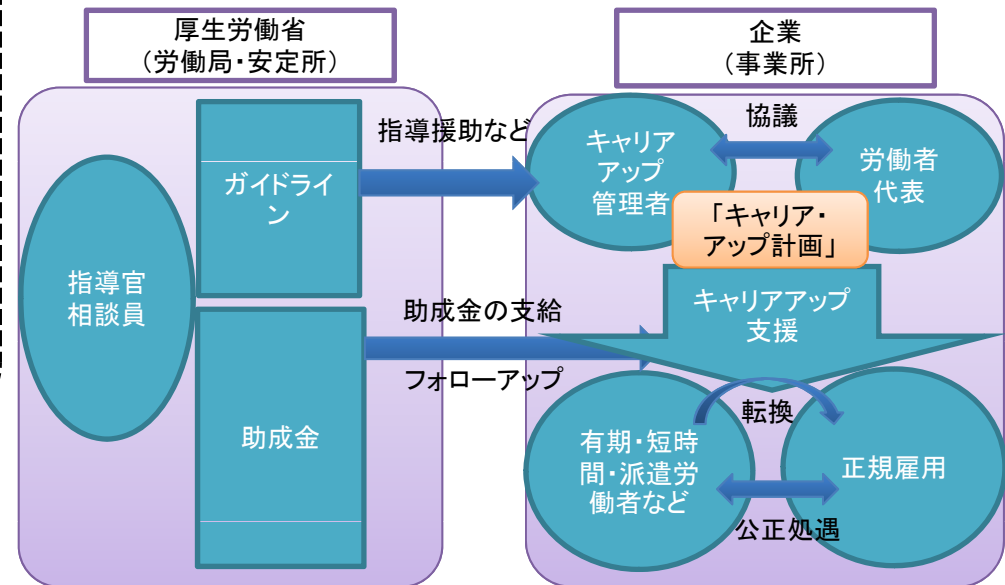 厚生労働省
（労働局・安定所）
企業
（事業所）
指導官
相談員
ガイドライ
ン
助成金
指導援助など
助成金の支給
フォローアップ
キャリア
アップ
管理者
協議
労働者
代表
「キャリア・
アップ計画」
キャリアアップ
支援
転換
有期・短時
間・派遣労
働者など
正規雇用
公正処遇